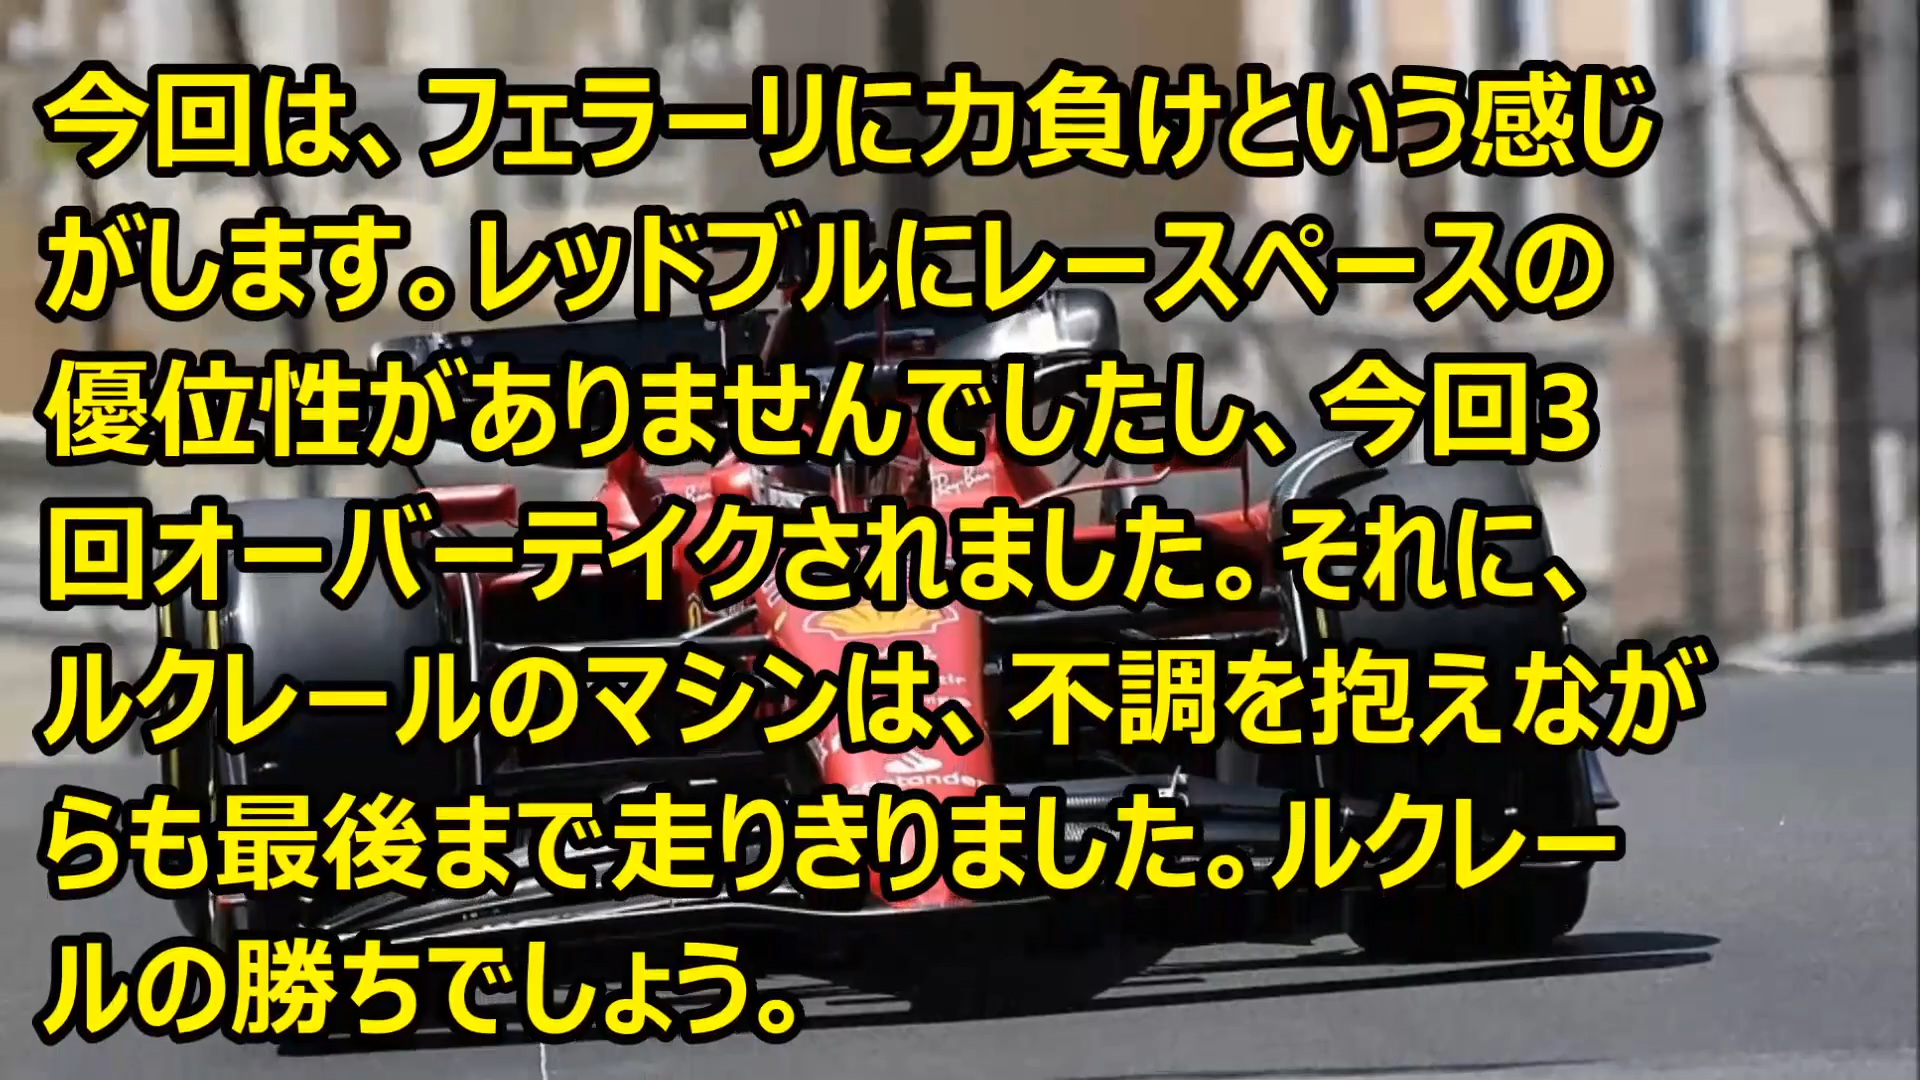 今回は、フェラーリに力負けという感じ
がします。レッドブルにレースペースの
優位性がありませんでしたし、今回3
回オーバーテイクされました。それに、
ルクレールのマシンは、不調を抱えなが
らも最後まで走りきりました。ルクレー
ルの勝ちでしょう。
Ray-Ban